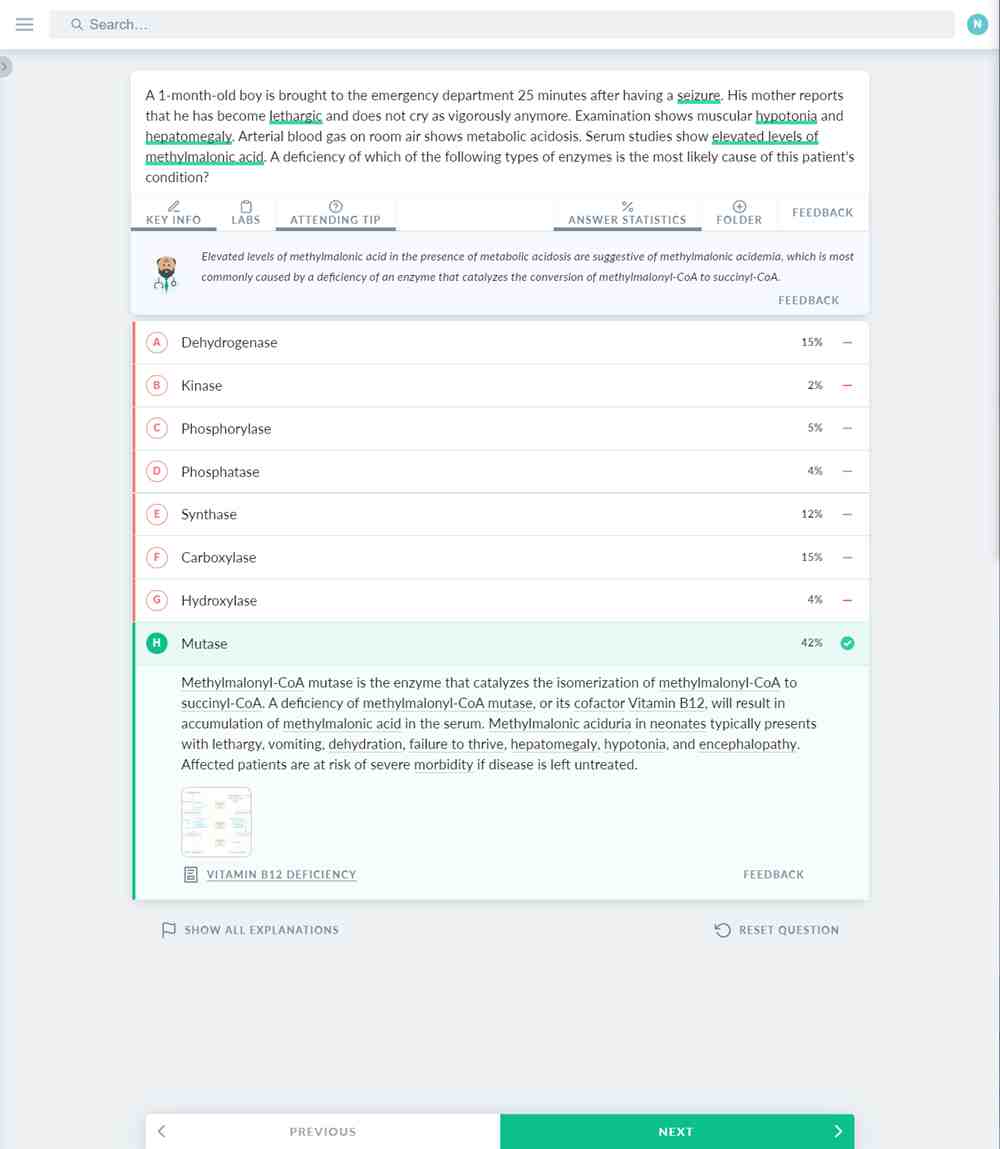 Search...
N
A 1-month-old boy is brought to the emergency department 25 minutes after having a seizure. His mother reports
that he has become lethargic and does not cry as vigorously anymore. Examination shows muscular hypotonia and
hepatomegaly. Arterial blood gas on room air shows metabolic acidosis. Serum studies show elevated levels of
methylmalonic acid. A deficiency of which of the following types of enzymes is the most likely cause of this patient's
condition?
KEY INFO LABS ATTENDING TIP ANSWER STATISTICS FOLDER FEEDBACK
Elevated levels of methylmalonic acid in the presence of metabolic acidosis are suggestive of methylmalonic acidemia, which is most
commonly caused by a deficiency of an enzyme that catalyzes the conversion of methylmalonyl-CoA to succinyl-CoA.
FEEDBACK
A Dehydrogenase 15%
B Kinase 2%
C Phosphorylase 5%
D Phosphatase 4%
E Synthase 12%
F Carboxylase 15%
G Hydroxylase 4%
H Mutase 42%
Methylmalonyl-CoA mutase is the enzyme that catalyzes the isomerization of methylmalonyl-CoA to
succinyl-CoA. A deficiency of methylmalonyl-CoA mutase, or its cofactor Vitamin B12, will result in
accumulation of methylmalonic acid in the serum. Methylmalonic aciduria in neonates typically presents
with lethargy, vomiting, dehydration, failure to thrive, hepatomegaly, hypotonia, and encephalopathy.
Affected patients are at risk of severe morbidity if disease is left untreated.
VITAMIN B12 DEFICIENCY FEEDBACK
SHOW ALL EXPLANATIONS RESET QUESTION
PREVIOUS NEXT